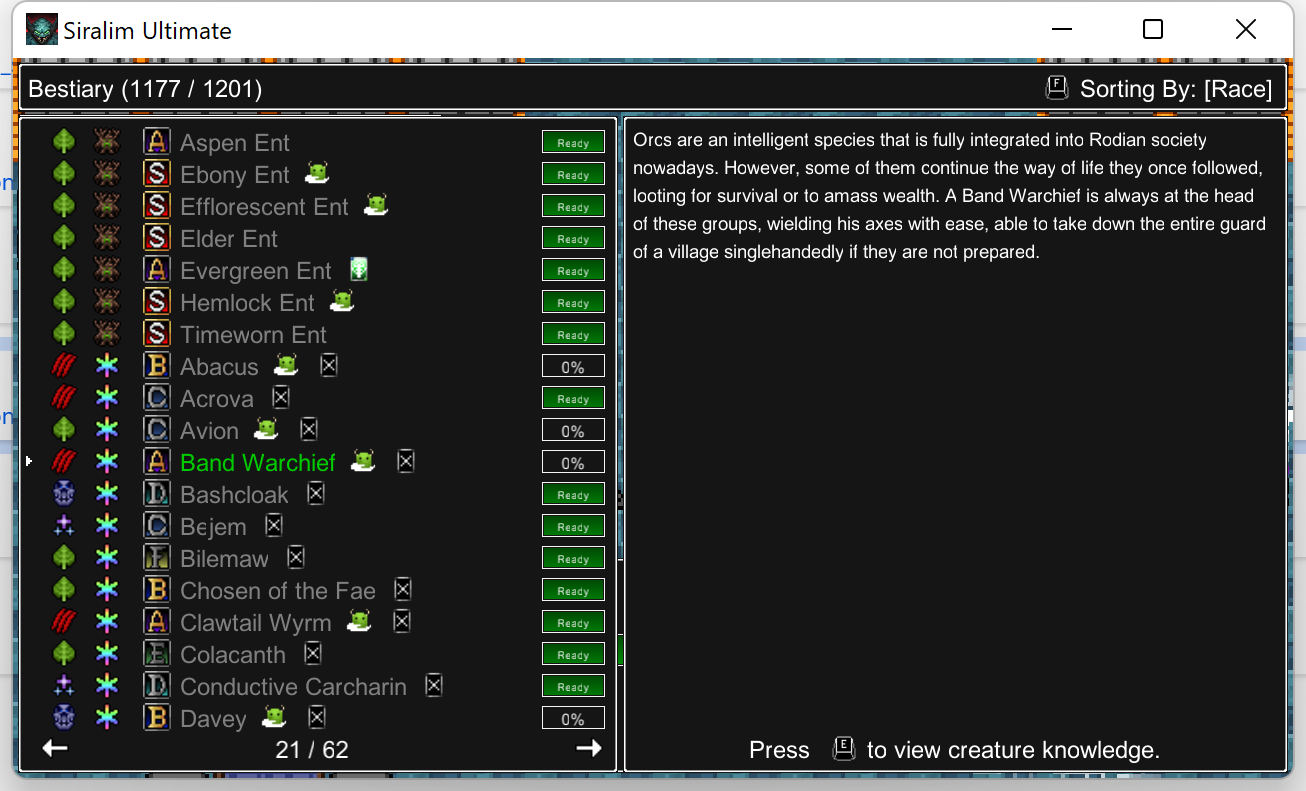 Siralim Ultimate
Bestiary (1177 / 1201)
F Sorting By: [Race]
A Aspen Ent Ready
S Ebony Ent Ready
S Efflorescent Ent Ready
S Elder Ent Ready
A Evergreen Ent Ready
S Hemlock Ent Ready
S Timeworn Ent Ready
B Abacus 0%
C Acrova Ready
C Avion 0%
A Band Warchief 0%
D Bashcloak Ready
C Bejem Ready
F Bilemaw Ready
B Chosen of the Fae Ready
A Clawtail Wyrm Ready
E Colacanth Ready
D Conductive Carcharin Ready
B Davey 0%
21 / 62
Orcs are an intelligent species that is fully integrated into Rodian society
nowadays. However, some of them continue the way of life they once followed,
looting for survival or to amass wealth. A Band Warchief is always at the head
of these groups, wielding his axes with ease, able to take down the entire guard
of a village singlehandedly if they are not prepared.
Press E to view creature knowledge.